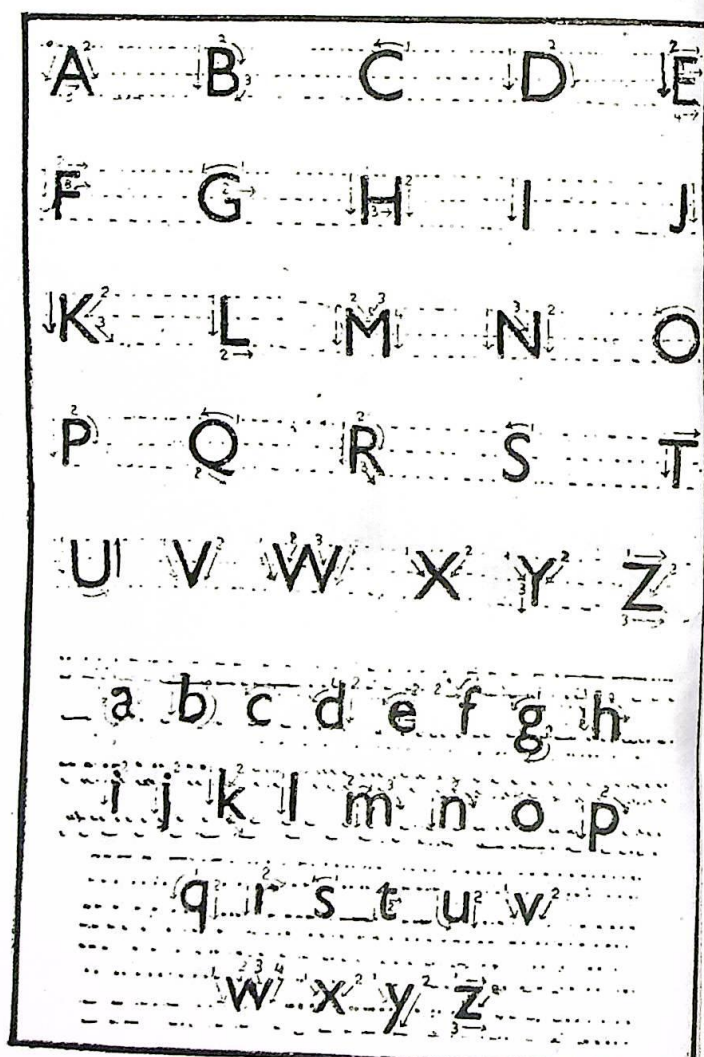 A B C D E
F G H I J
K L M N O
P Q R S T
U V W X Y Z
a b c d e f g h
i j k l m n o p
q r s t u v
w x y z